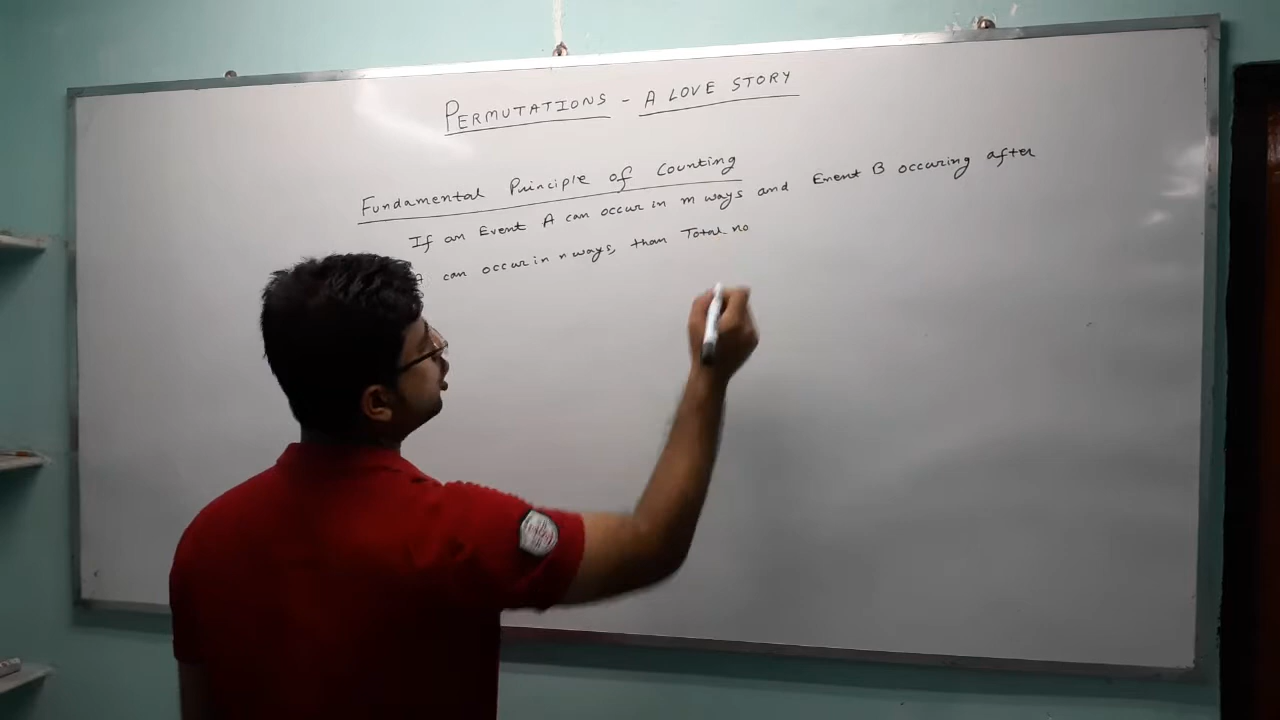 PERMUTATIONS - A LOVE STORY
Fundamental Principle of Counting
If an Event A can occur in m ways and Event B occuring after
A can occur in n ways, than Total no